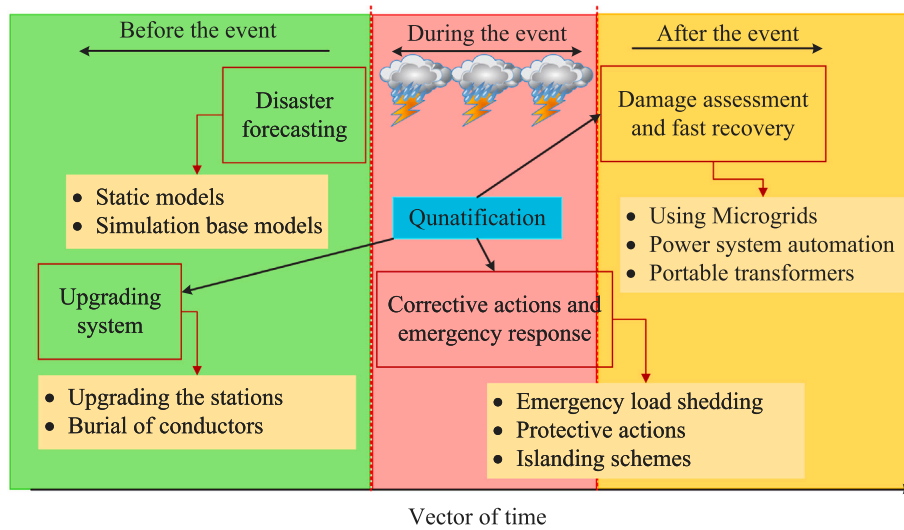 Before the event
During the event
After the event
Disaster
forecasting
Damage assessment
and fast recovery
• Static models
• Simulation base models
Qunatification
• Using Microgrids
• Power system automation
• Portable transformers
Upgrading
system
Corrective actions and
emergency response
• Upgrading the stations
• Burial of conductors
• Emergency load shedding
• Protective actions
• Islanding schemes
Vector of time